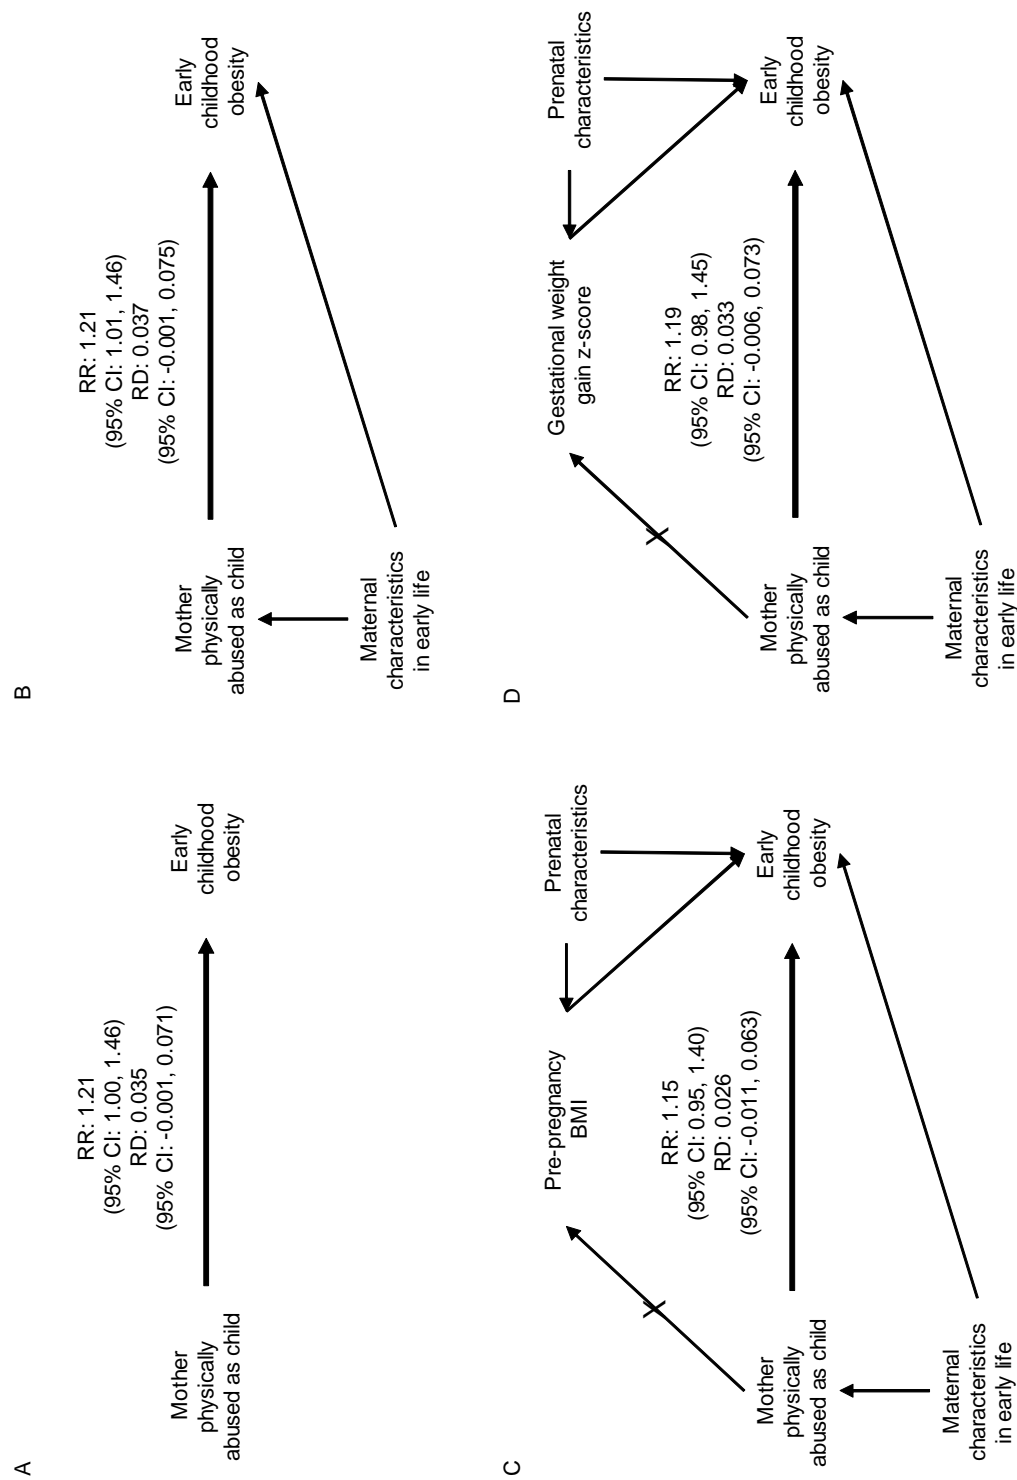 A
Mother
physically
abused as child
RR: 1.21
(95% CI: 1.00, 1.46)
RD: 0.035
(95% CI: -0.001, 0.071)
Early
childhood
obesity
B
Mother
physically
abused as child
RR: 1.21
(95% CI: 1.01, 1.46)
RD: 0.037
(95% CI: -0.001, 0.075)
Early
childhood
obesity
Maternal
characteristics
in early life
C
Pre-pregnancy
BMI
Prenatal
characteristics
Mother
physically
abused as child
RR: 1.15
(95% CI: 0.95, 1.40)
RD: 0.026
(95% CI: -0.011, 0.063)
Early
childhood
obesity
Maternal
characteristics
in early life
D
Gestational weight
gain z-score
Prenatal
characteristics
Mother
physically
abused as child
RR: 1.19
(95% CI: 0.98, 1.45)
RD: 0.033
(95% CI: -0.006, 0.073)
Early
childhood
obesity
Maternal
characteristics
in early life